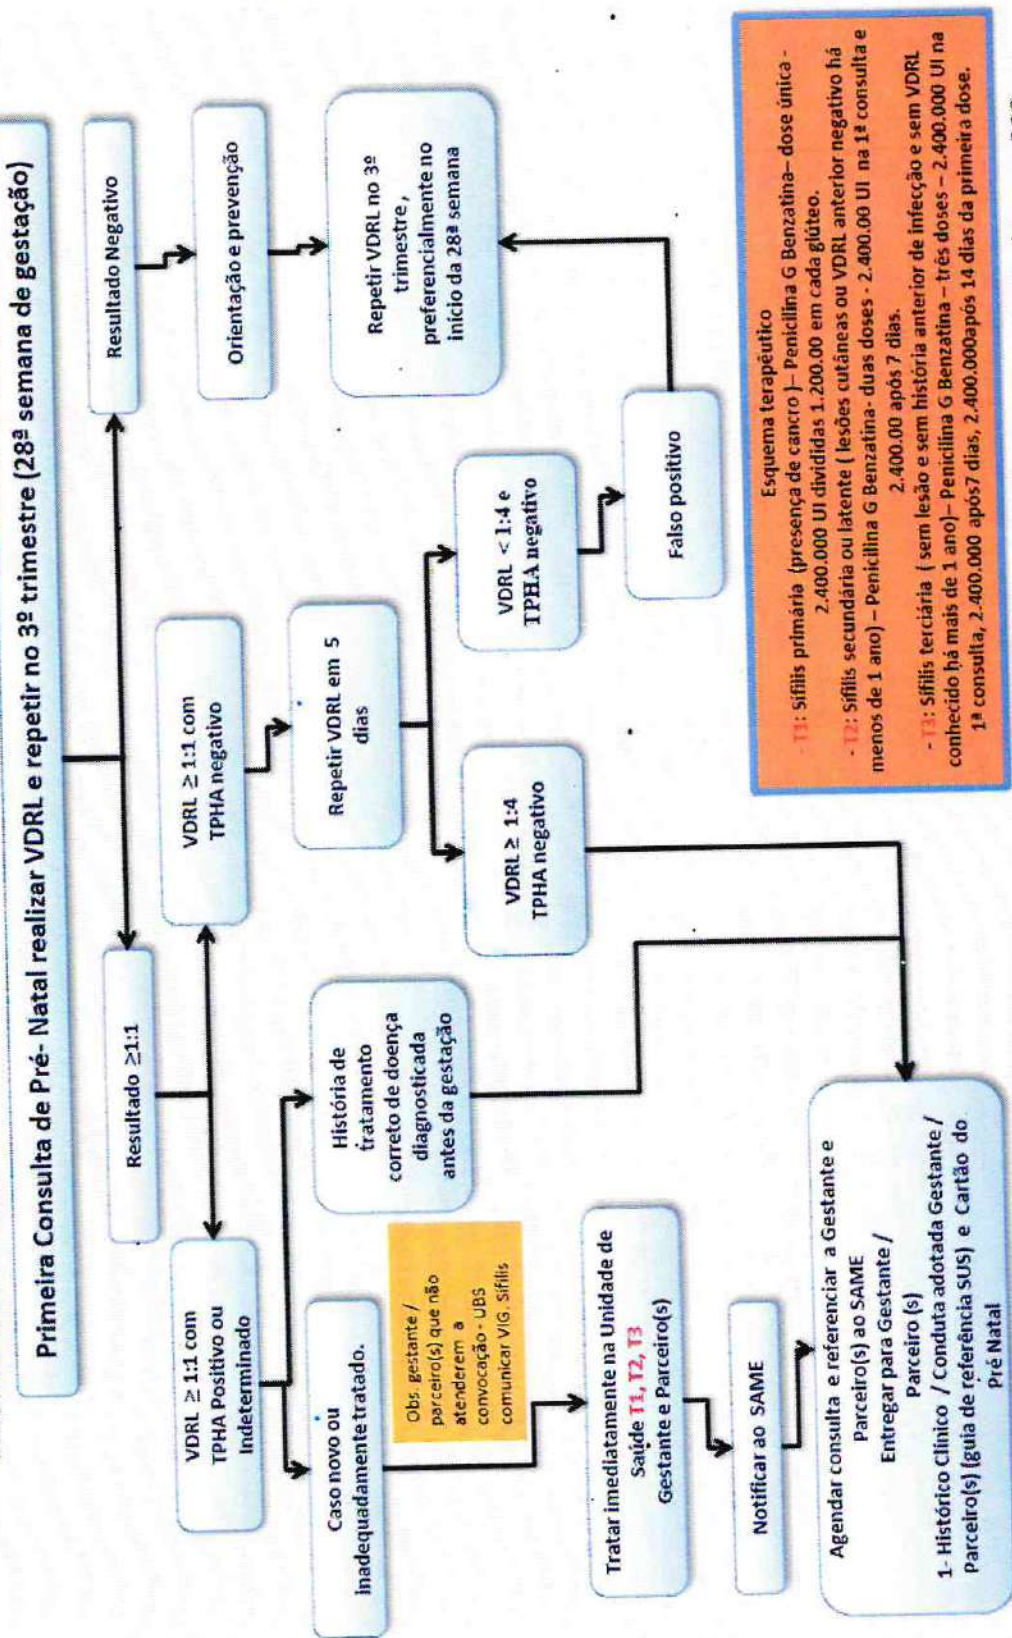 Primeira Consulta de Pré- Natal realizar VDRL e repetir no 3º trimestre (28ª semana de gestação)
Resultado ≥1:1
Resultado Negativo
VDRL ≥ 1:1 com
TPHA Positivo ou
Indeterminado
VDRL ≥ 1:1 com
TPHA negativo
Orientação e prevenção
Caso novo ou
inadequadamente tratado.
História de
tratamento
correto de doença
diagnosticada
antes da gestação
Repetir VDRL em 5
dias
Repetir VDRL no 3º
trimestre,
preferencialmente no
início da 28ª semana
Obs. gestante /
parceiro(s) que não
atenderem a
convocação - UBS
comunicar VIG. Sífilis
VDRL ≥ 1:4
TPHA negativo
VDRL < 1:4 e
TPHA negativo
Tratar imediatamente na Unidade de
Saúde T1, T2, T3
Gestante e Parceiro(s)
Falso positivo
Notificar ao SAME
Agendar consulta e referenciar a Gestante e
Parceiro(s) ao SAME
Entregar para Gestante /
Parceiro (s)
1- Histórico Clínico / Conduta adotada Gestante /
Parceiro(s) (guia de referência SUS) e Cartão do
Pré Natal
Esquema terapêutico
- T1: Sífilis primária (presença de cancro )– Penicilina G Benzatina– dose única -
2.400.000 UI divididas 1.200.00 em cada glúteo.
- T2: Sífilis secundária ou latente ( lesões cutâneas ou VDRL anterior negativo há
menos de 1 ano) – Penicilina G Benzatina- duas doses - 2.400.00 UI na 1ª consulta e
2.400.00 após 7 dias.
- T3: Sífilis terciária ( sem lesão e sem história anterior de infecção e sem VDRL
conhecido há mais de 1 ano)– Penicilina G Benzatina – três doses – 2.400.000 UI na
1ª consulta, 2.400.000 após7 dias, 2.400.000após 14 dias da primeira dose.